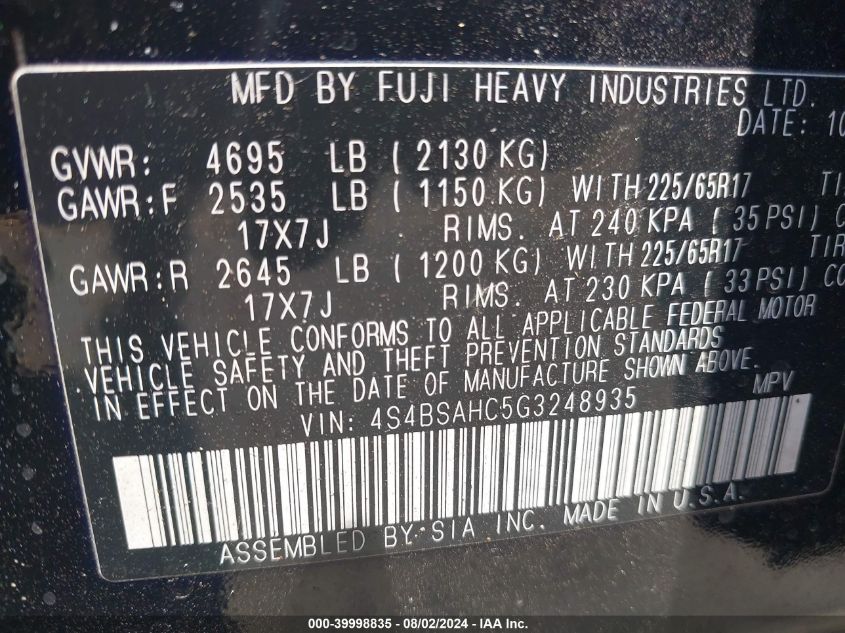 MFD BY FUJI HEAVY INDUSTRIES LTD.
DATE: 10
GVWR: 4695 LB ( 2130 KG)
GAWR:F 2535 LB ( 1150 KG) WITH 225/65R17 TI
17X7J RIMS. AT 240 KPA ( 35 PSI) C
GAWR:R 2645 LB ( 1200 KG) WITH 225/65R17 TIR
17X7J RIMS. AT 230 KPA ( 33 PSI) CO
THIS VEHICLE CONFORMS TO ALL APPLICABLE FEDERAL MOTOR
VEHICLE SAFETY AND THEFT PREVENTION STANDARDS
IN EFFECT ON THE DATE OF MANUFACTURE SHOWN ABOVE.
VIN: 4S4BSAHC5G3248935 MPV
ASSEMBLED BY SIA INC. MADE IN U.S.A.
000-39998835 - 08/02/2024 - IAA Inc.